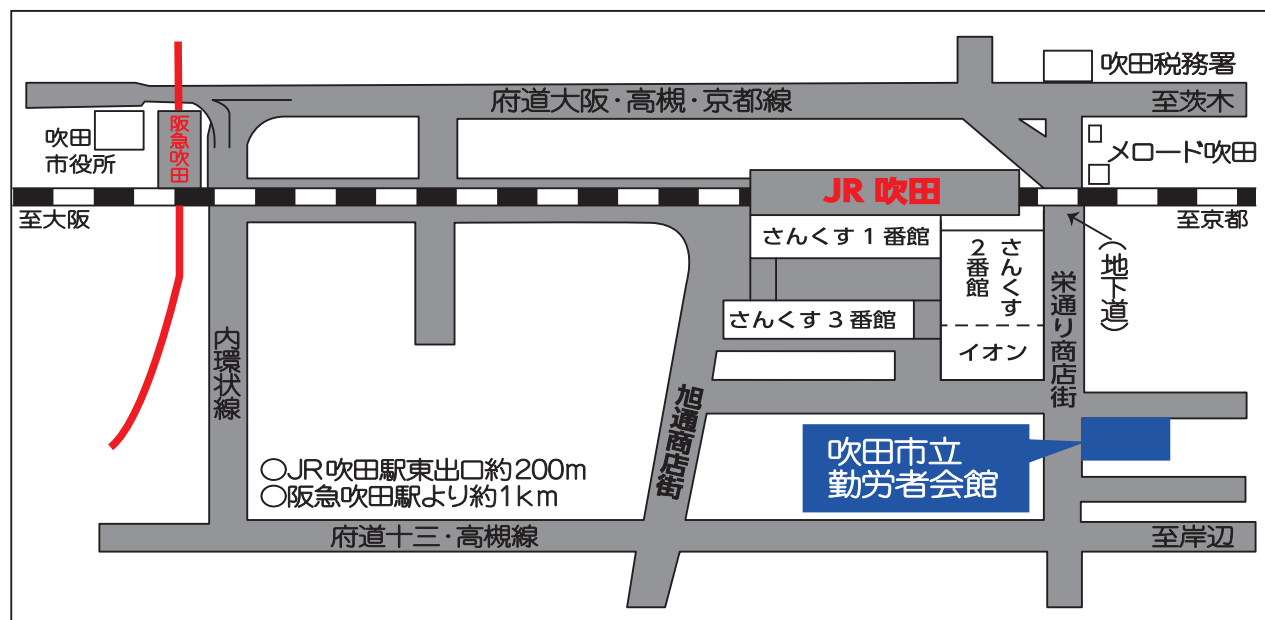 吹田税務署
府道大阪・高槻・京都線
至茨木
吹田
市役所
阪急吹田
メロード吹田
JR 吹田
至大阪
至京都
さんくす1番館
さんくす
2番館
(地下道)
さんくす3番館
イオン
栄通り商店街
内環状線
旭通商店街
吹田市立
勤労者会館
○JR吹田駅東出口約200m
○阪急吹田駅より約1km
府道十三・高槻線
至岸辺